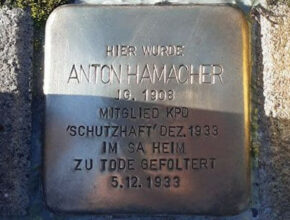 HIER WURDE
ANTON HAMACHER
JG. 1908
MITGLIED KPD
'SCHUTZHAFT' DEZ. 1933
IM SA HEIM
ZU TODE GEFOLTERT
5.12.1933